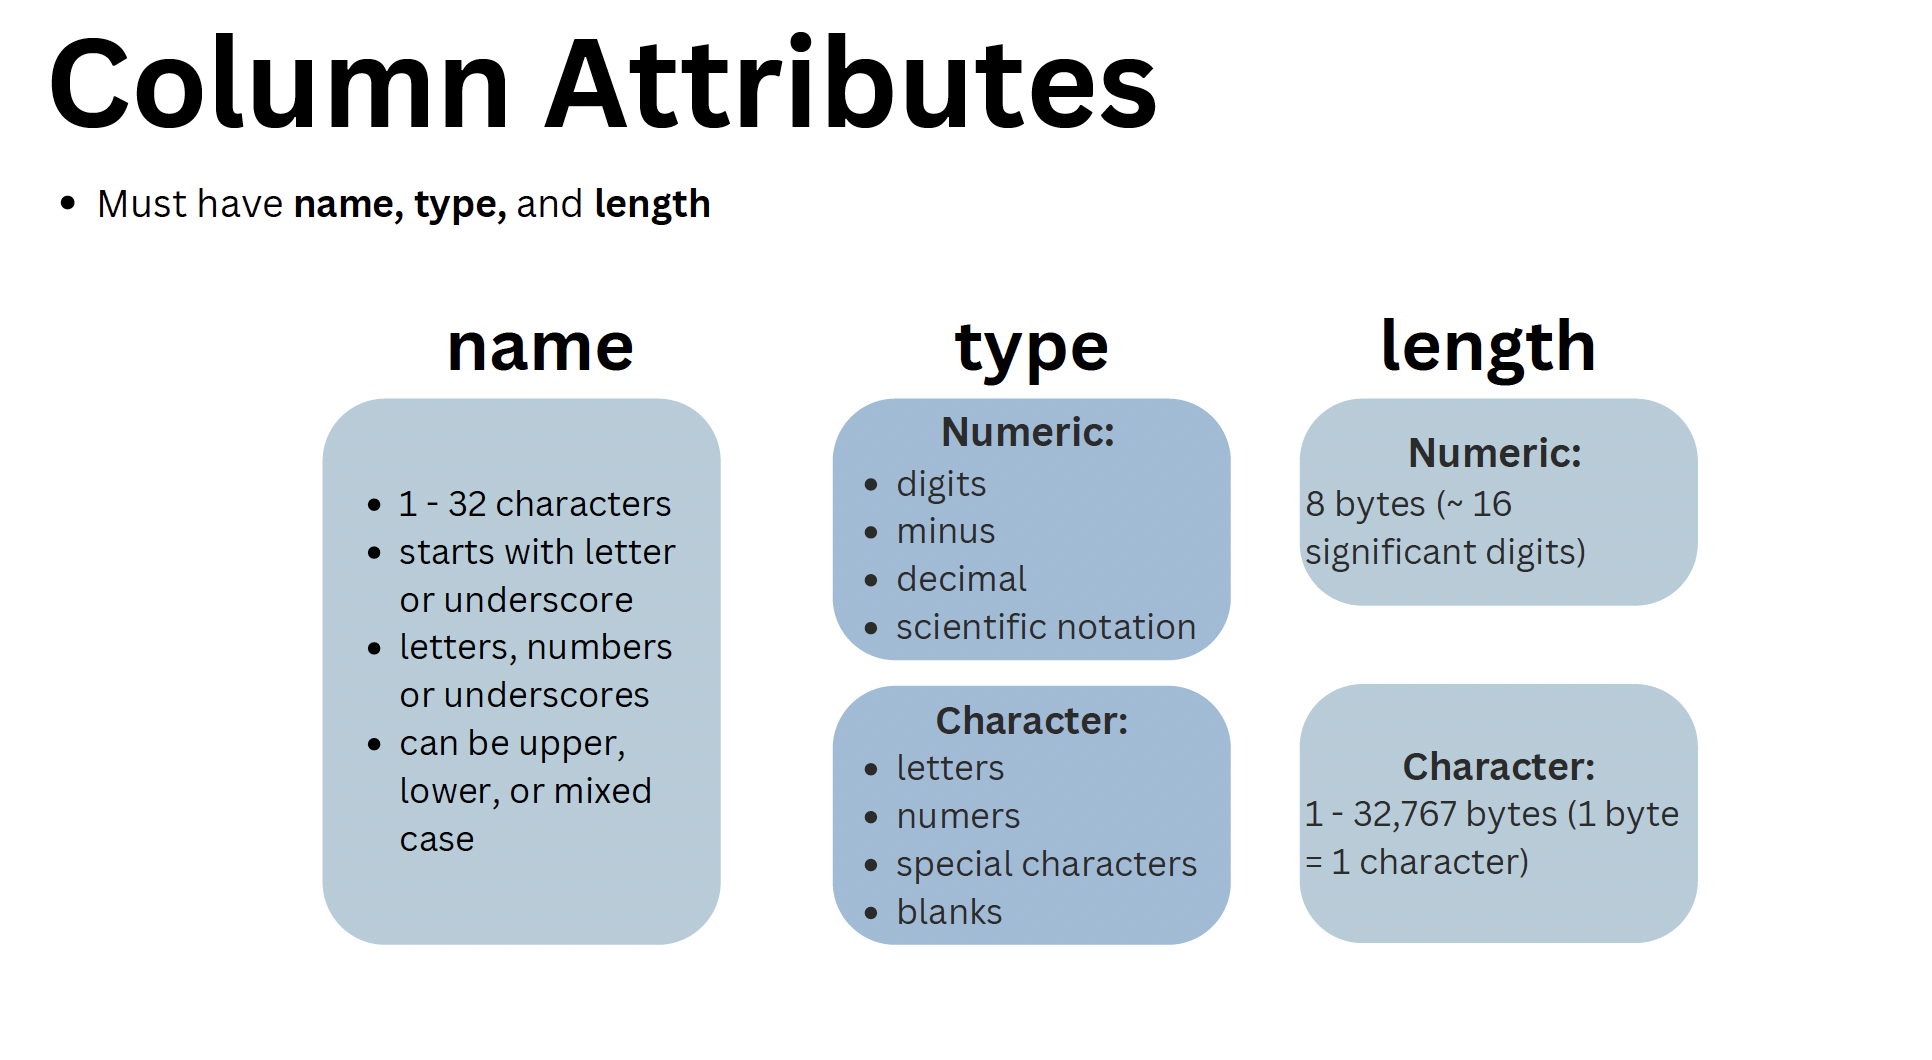 Column Attributes
• Must have name, type, and length
name
• 1 - 32 characters
• starts with letter
or underscore
• letters, numbers
or underscores
• can be upper,
lower, or mixed
case
type
Numeric:
• digits
• minus
• decimal
• scientific notation
Character:
• letters
• numers
• special characters
• blanks
length
Numeric:
8 bytes (~ 16
significant digits)
Character:
1 - 32,767 bytes (1 byte
= 1 character)